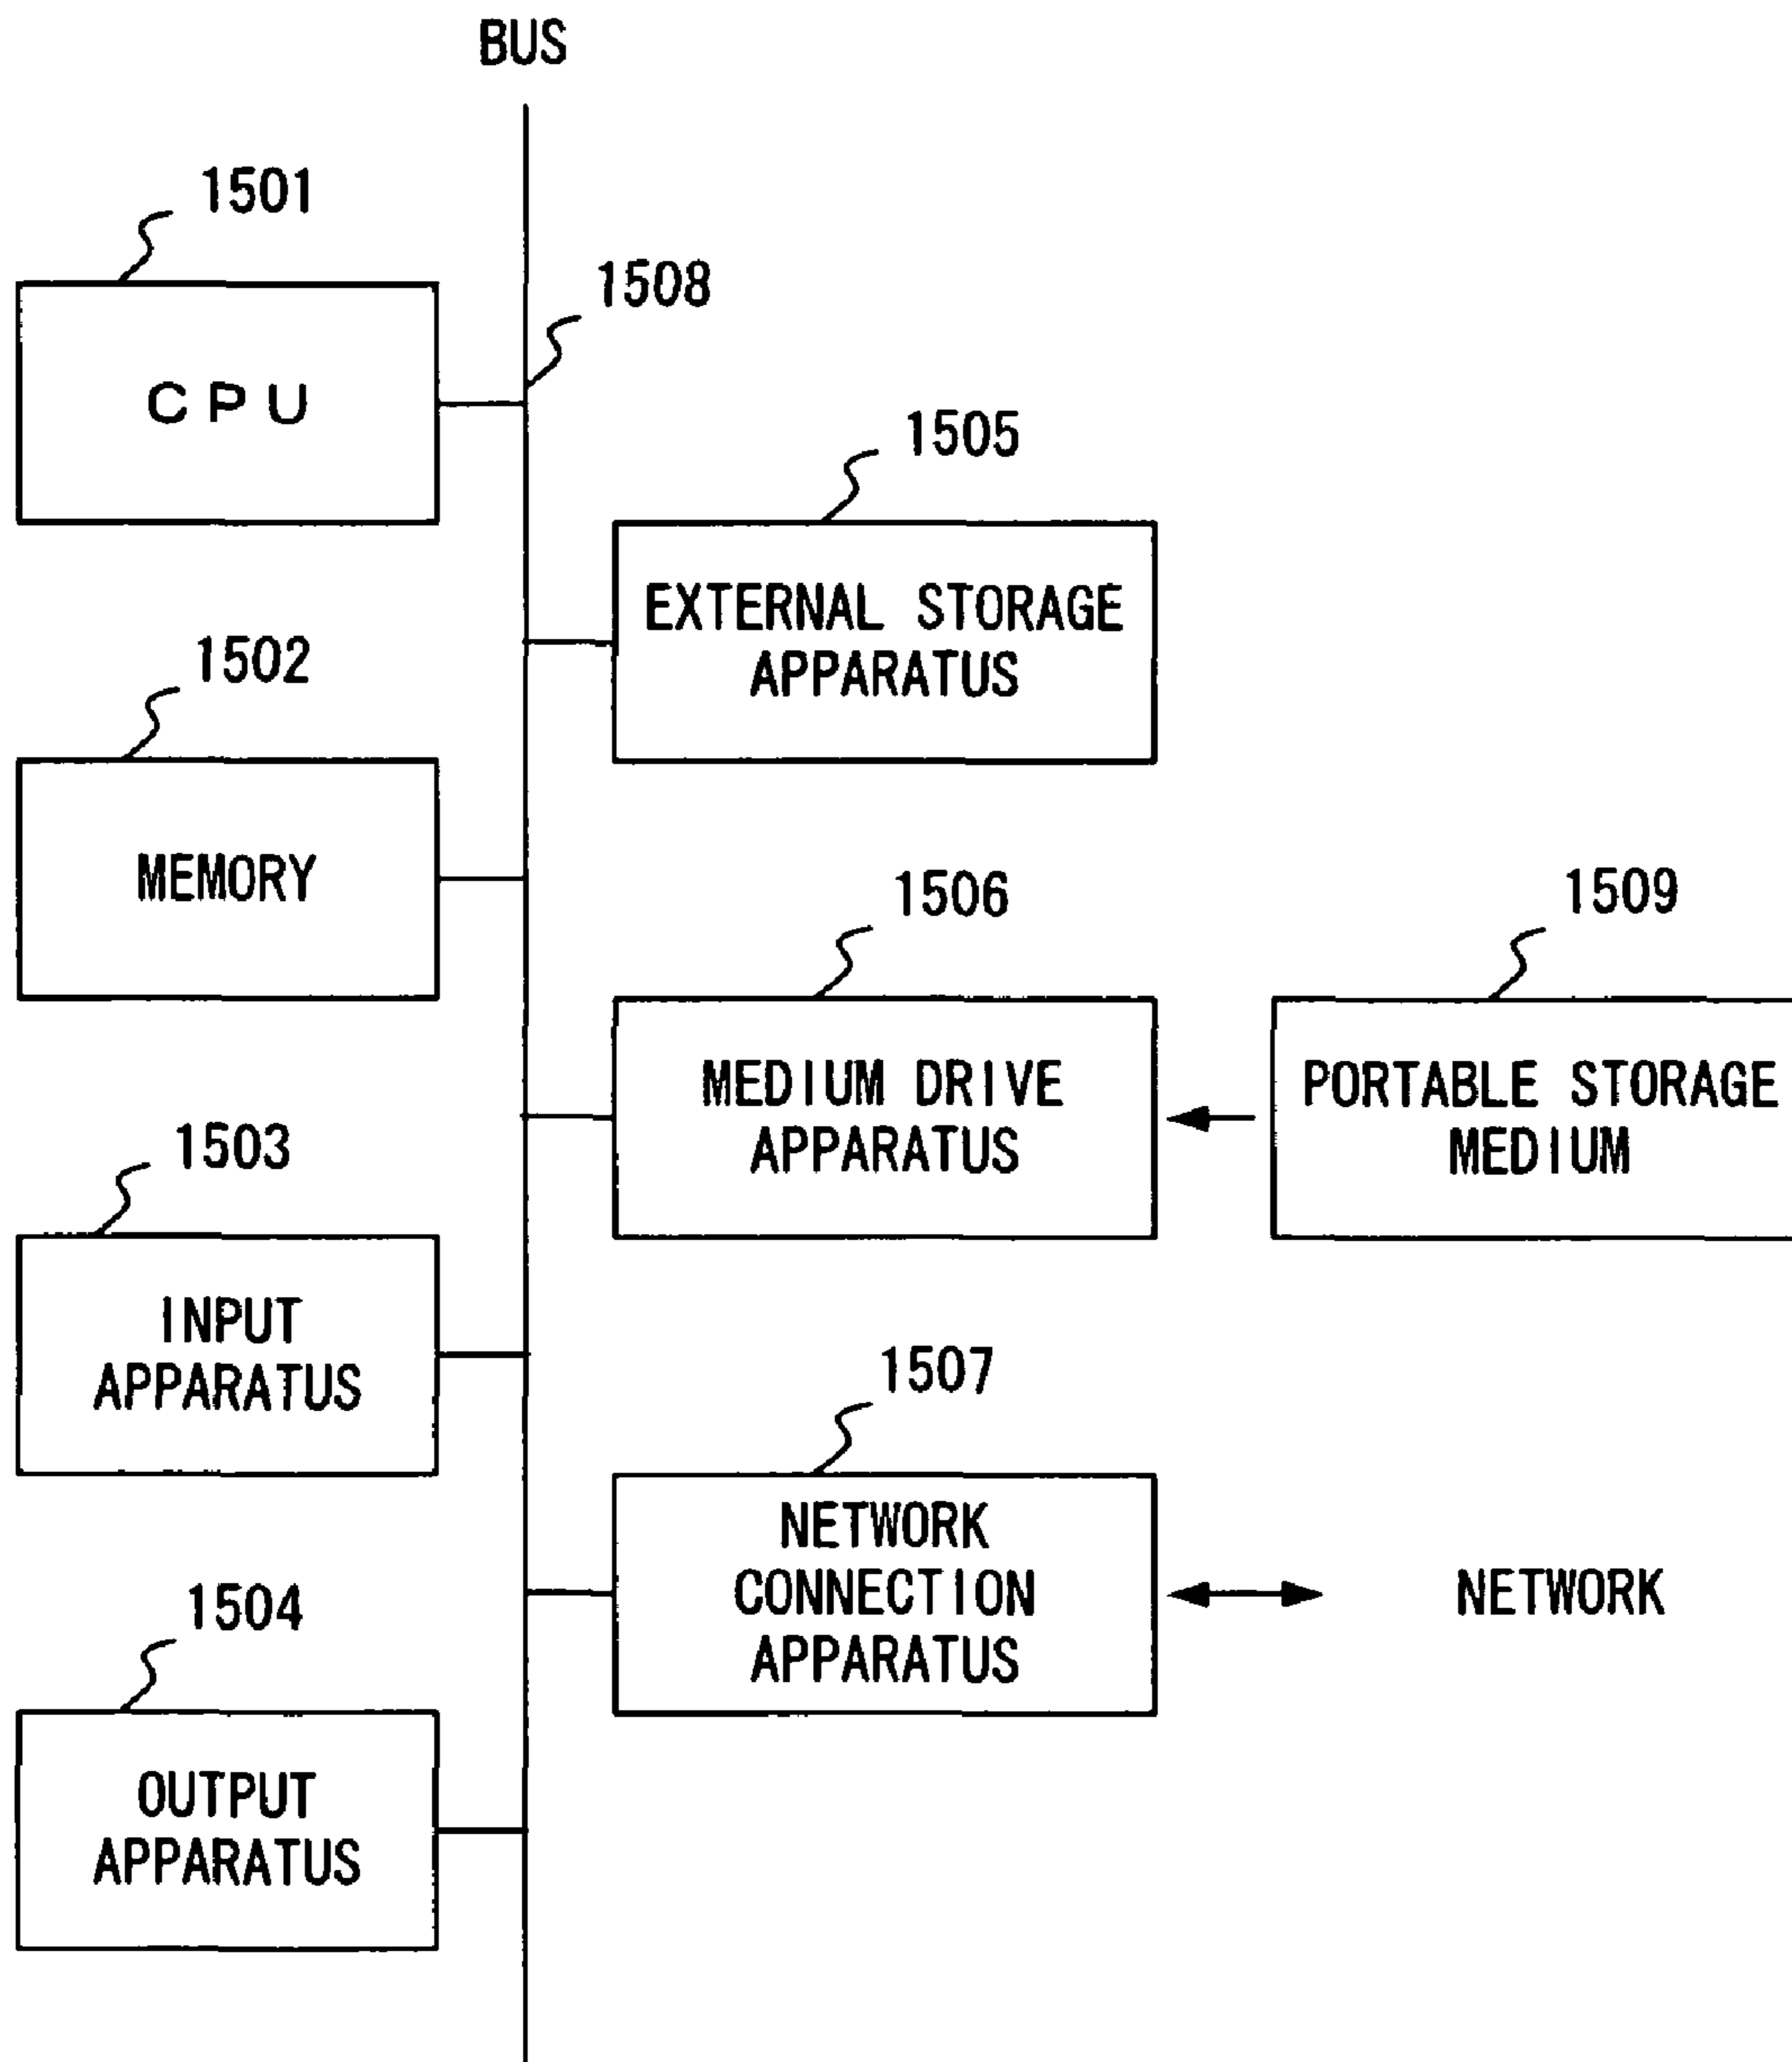 BUS
1501
CPU
1508
1505
EXTERNAL STORAGE
APPARATUS
1502
MEMORY
1506
MEDIUM DRIVE
APPARATUS
1509
PORTABLE STORAGE
MEDIUM
1503
INPUT
APPARATUS
1507
NETWORK
CONNECTION
APPARATUS
NETWORK
1504
OUTPUT
APPARATUS